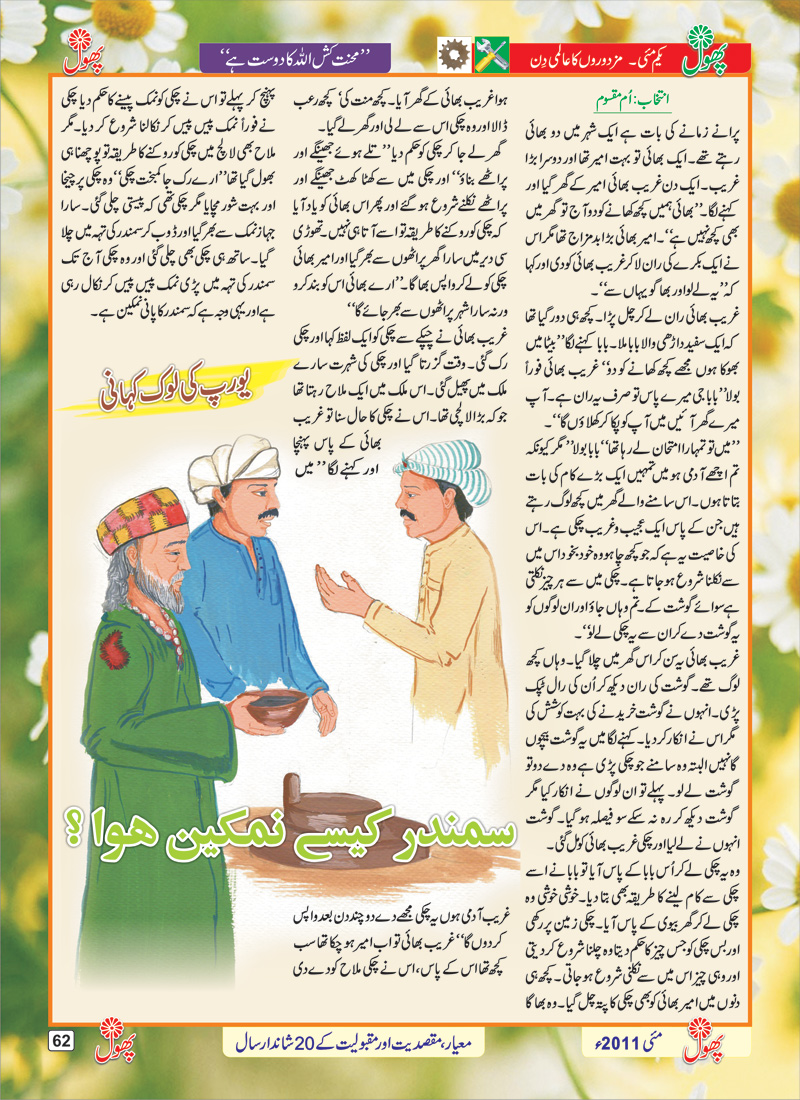 پھول
یکم مئی۔ مزدوروں کا عالمی دِن
’’محنت کش اللہ کا دوست ہے‘‘
پھول
انتخاب: اُم مقسوم
پرانے زمانے کی بات ہے ایک شہر میں دو بھائی
رہتے تھے۔ ایک بھائی تو بہت امیر تھا اور دوسرا بڑا
غریب۔ ایک دن غریب بھائی امیر کے گھر گیا اور
کہنے لگا۔ ’’بھائی ہمیں کچھ کھانے کو دو آج تو گھر میں
بھی کچھ نہیں ہے‘‘۔ امیر بھائی بڑا بدمزاج تھا مگر اس
نے ایک بکرے کی ران لا کر غریب بھائی کو دی اور کہا
کہ ’’یہ لے لو اور بھاگو یہاں سے‘‘۔
غریب بھائی ران لے کر چل پڑا۔ کچھ ہی دور گیا تھا
کہ ایک سفید داڑھی والا بابا ملا۔ بابا کہنے لگا ’’بیٹا میں
بھوکا ہوں مجھے کچھ کھانے کو دو‘‘ غریب بھائی فوراً
بولا ’’بابا جی میرے پاس تو صرف یہ ران ہے۔ آپ
میرے گھر آئیں میں آپ کو پکا کر کھلاؤں گا‘‘۔
’’میں تو تمہارا امتحان لے رہا تھا‘‘ بابا بولا ’’مگر کیونکہ
تم اچھے آدمی ہو میں تمہیں ایک بڑے کام کی بات
بتاتا ہوں۔ اس سامنے والے گھر میں کچھ لوگ رہتے
ہیں جن کے پاس ایک عجیب و غریب چکی ہے۔ اس
کی خاصیت یہ ہے کہ جو کچھ چاہو وہ خودبخود اس میں
سے نکلنا شروع ہو جاتا ہے۔ چکی میں سے ہر چیز نکلتی
ہے سوائے گوشت کے۔ تم وہاں جاؤ اور ان لوگوں کو
یہ گوشت دے کر ان سے یہ چکی لے لو‘‘۔
غریب بھائی یہ سن کر اس گھر میں چلا گیا۔ وہاں کچھ
لوگ تھے۔ گوشت کی ران دیکھ کر اُن کی رال ٹپک
پڑی۔ انہوں نے گوشت خریدنے کی بہت کوشش کی
مگر اس نے انکار کر دیا۔ کہنے لگا میں یہ گوشت بیچوں
گا نہیں البتہ وہ سامنے جو چکی پڑی ہے وہ دے دو تو
گوشت لے لو۔ پہلے تو ان لوگوں نے انکار کیا مگر
گوشت دیکھ کر رہ نہ سکے سو فیصلہ ہو گیا۔ گوشت
انہوں نے لے لیا اور چکی غریب بھائی کو مل گئی۔
وہ یہ چکی لے کر اُس بابا کے پاس آیا تو بابا نے اسے
چکی سے کام لینے کا طریقہ بھی بتا دیا۔ خوشی خوشی وہ
چکی لے کر گھر بیوی کے پاس آیا۔ چکی زمین پر رکھی
اور بس چکی کو جس چیز کا حکم دیتا وہ چلنا شروع کر دیتی
اور وہی چیز اس میں سے نکلنی شروع ہو جاتی۔ کچھ ہی
دنوں میں امیر بھائی کو بھی چکی کا پتہ چل گیا۔ وہ بھاگا
ہوا غریب بھائی کے گھر آیا۔ کچھ منت کی‘ کچھ رعب
ڈالا اور وہ چکی اس سے لے لی اور گھر لے گیا۔
گھر لے جا کر چکی کو حکم دیا ’’تلے ہوئے جھینگے اور
پراٹھے بناؤ‘‘ اور چکی میں سے کھٹا کھٹ جھینگے اور
پراٹھے نکلنے شروع ہو گئے اور پھر اس بھائی کو یاد آیا
کہ چکی کو روکنے کا طریقہ تو اسے آتا ہی نہیں۔ تھوڑی
سی دیر میں سارا گھر پراٹھوں سے بھر گیا اور امیر بھائی
چکی کو لے کر واپس بھاگا۔ ’’ارے بھائی اس کو بند کرو
ورنہ سارا شہر پراٹھوں سے بھر جائے گا‘‘
غریب بھائی نے چپکے سے چکی کو ایک لفظ کہا اور چکی
رک گئی۔ وقت گزرتا گیا اور چکی کی شہرت سارے
ملک میں پھیل گئی۔ اس ملک میں ایک ملاح رہتا تھا
جو کہ بڑا لالچی تھا۔ اس نے چکی کا حال سنا تو غریب
بھائی کے پاس پہنچا
اور کہنے لگا ’’میں
غریب آدمی ہوں یہ چکی مجھے دے دو چند دن بعد واپس
کر دوں گا‘‘ غریب بھائی تو اب امیر ہو چکا تھا سب
کچھ تھا اس کے پاس، اس نے چکی ملاح کو دے دی
پہنچ کر پہلے تو اس نے چکی کو نمک پیسنے کا حکم دیا چکی
نے فوراً نمک پیس پیس کر نکالنا شروع کر دیا۔ مگر
ملاح بھی لالچ میں چکی کو روکنے کا طریقہ تو پوچھنا ہی
بھول گیا تھا ’’ارے رک جا کمبخت چکی‘‘ وہ چکی پر چیخا
اور بہت شور مچایا مگر چکی تھی کہ پیستی چلی گئی۔ سارا
جہاز نمک سے بھر گیا اور ڈوب کر سمندر کی تہہ میں چلا
گیا۔ ساتھ ہی چکی بھی چلی گئی اور وہ چکی آج تک
سمندر کی تہہ میں پڑی نمک پیس پیس کر نکال رہی
ہے اور یہی وجہ ہے کہ سمندر کا پانی نمکین ہے۔
یورپ کی لوک کہانی
سمندر کیسے نمکین ھوا ؟
پھول
مئی 2011ء
معیار، مقصدیت اور مقبولیت کے 20 شاندار سال
پھول
62